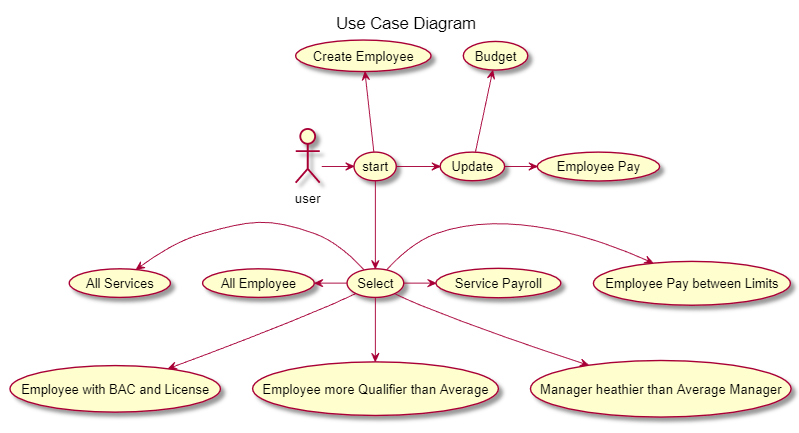 Use Case Diagram
Create Employee
Budget
start
Update
Employee Pay
user
All Services
All Employee
Select
Service Payroll
Employee Pay between Limits
Employee with BAC and License
Employee more Qualifier than Average
Manager heathier than Average Manager